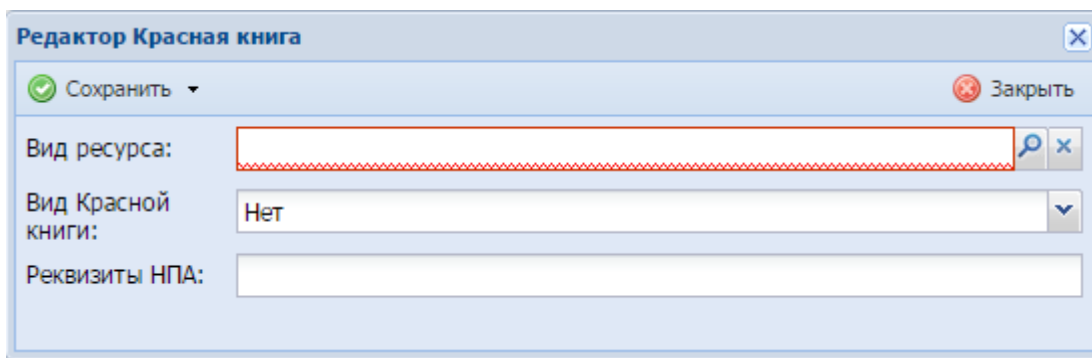 Редактор Красная книга
Сохранить
Закрыть
Вид ресурса:
Вид Красной
книги:
Нет
Реквизиты НПА: